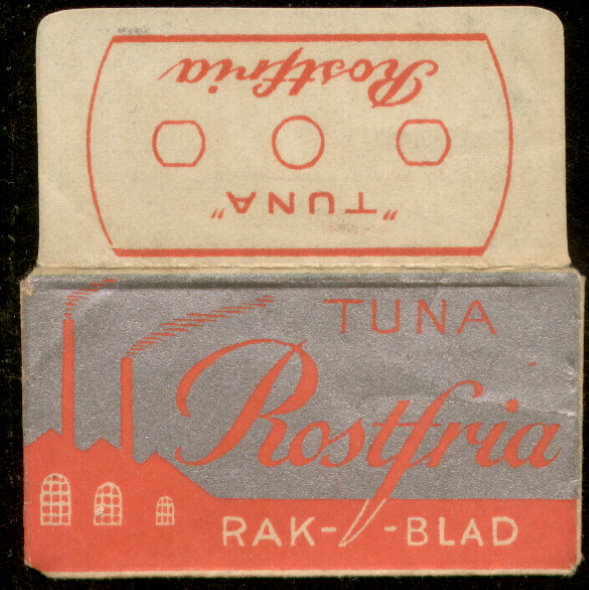 Rostfria
"TUNA"
TUNA
Rostfria
RAK- -BLAD